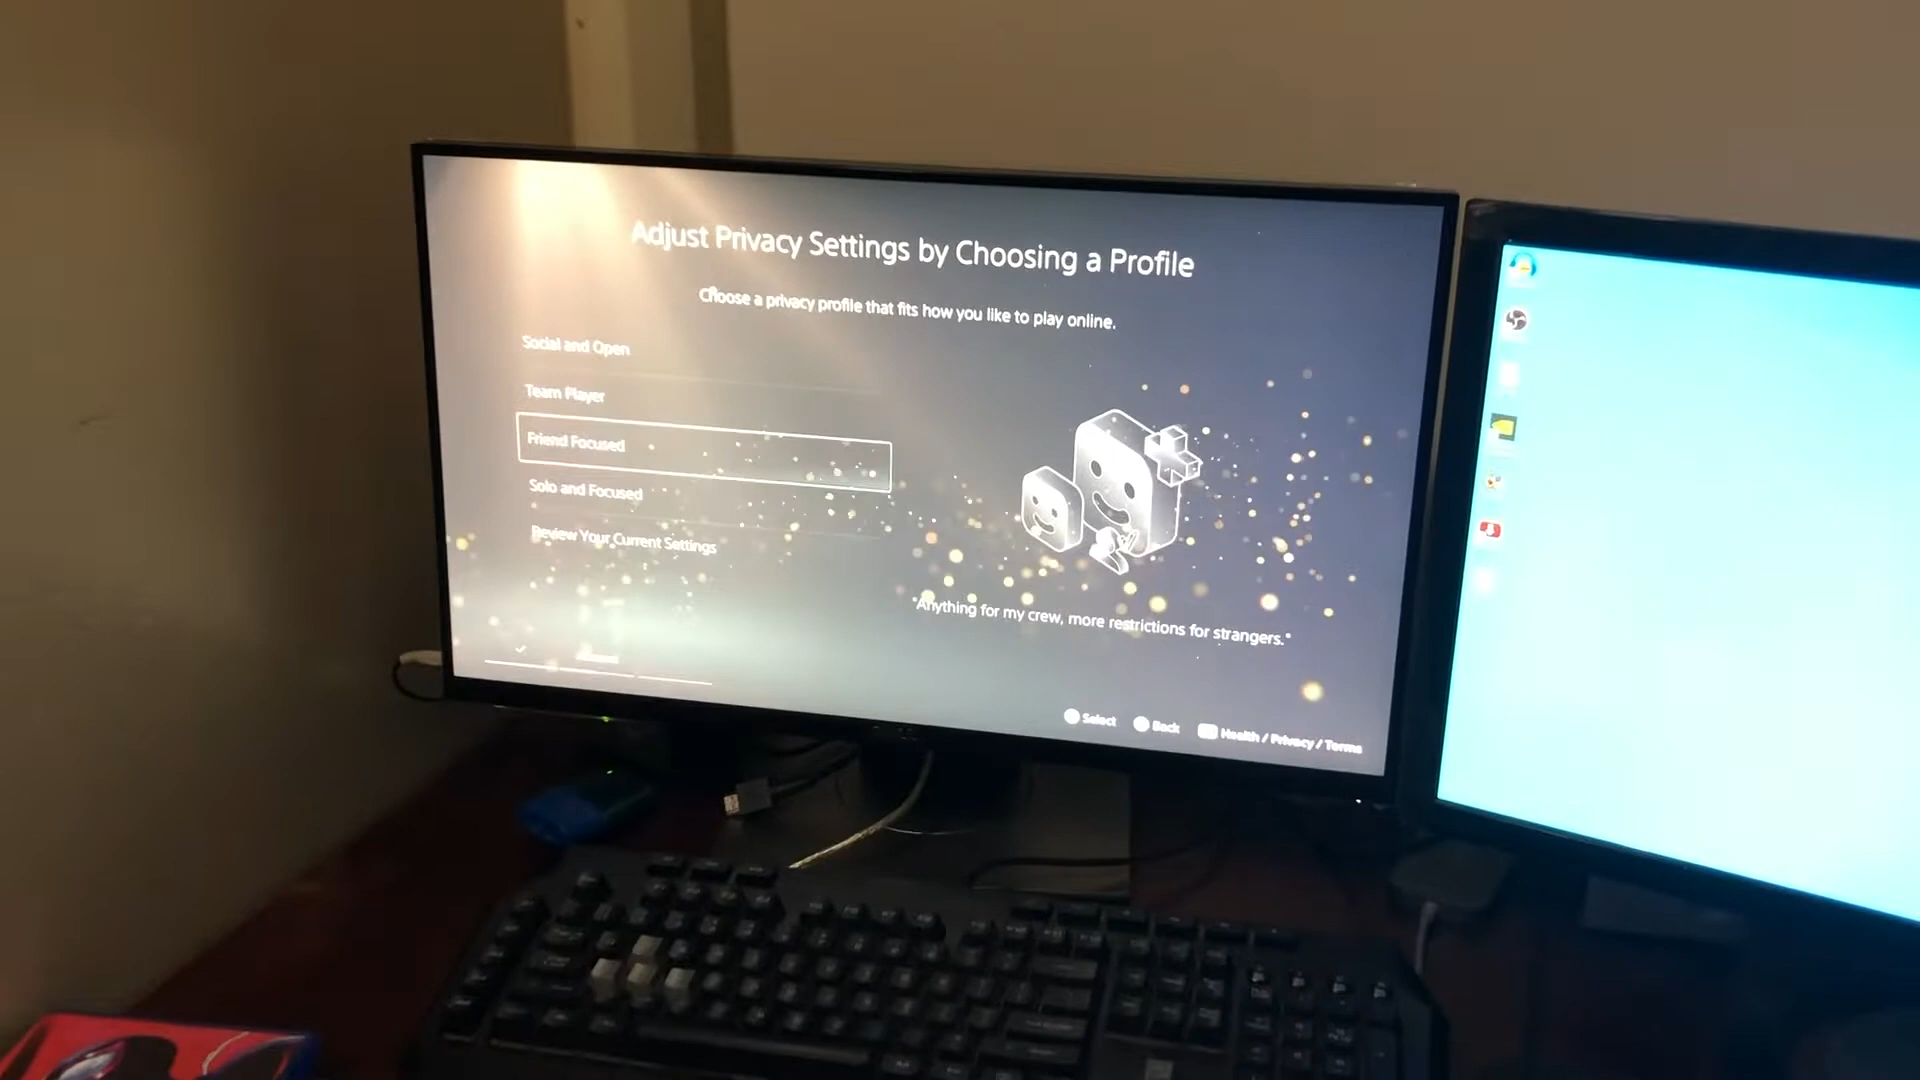 Adjust Privacy Settings by Choosing a Profile
Choose a privacy profile that fits how you like to play online.
Social and Open
Team Player
Friend Focused
Solo and Focused
Review Your Current Settings
"Anything for my crew, more restrictions for strangers."
Select
Back
Health / Privacy / Terms